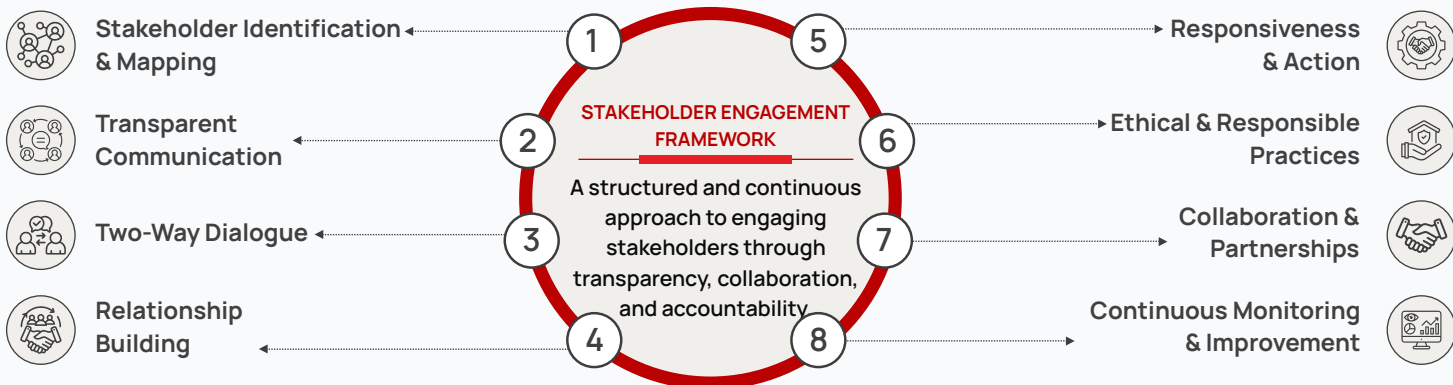 1
Stakeholder Identification
& Mapping
2
Transparent
Communication
3
Two-Way Dialogue
4
Relationship
Building
STAKEHOLDER ENGAGEMENT
FRAMEWORK
A structured and continuous
approach to engaging
stakeholders through
transparency, collaboration,
and accountability
5
Responsiveness
& Action
6
Ethical & Responsible
Practices
7
Collaboration &
Partnerships
8
Continuous Monitoring
& Improvement